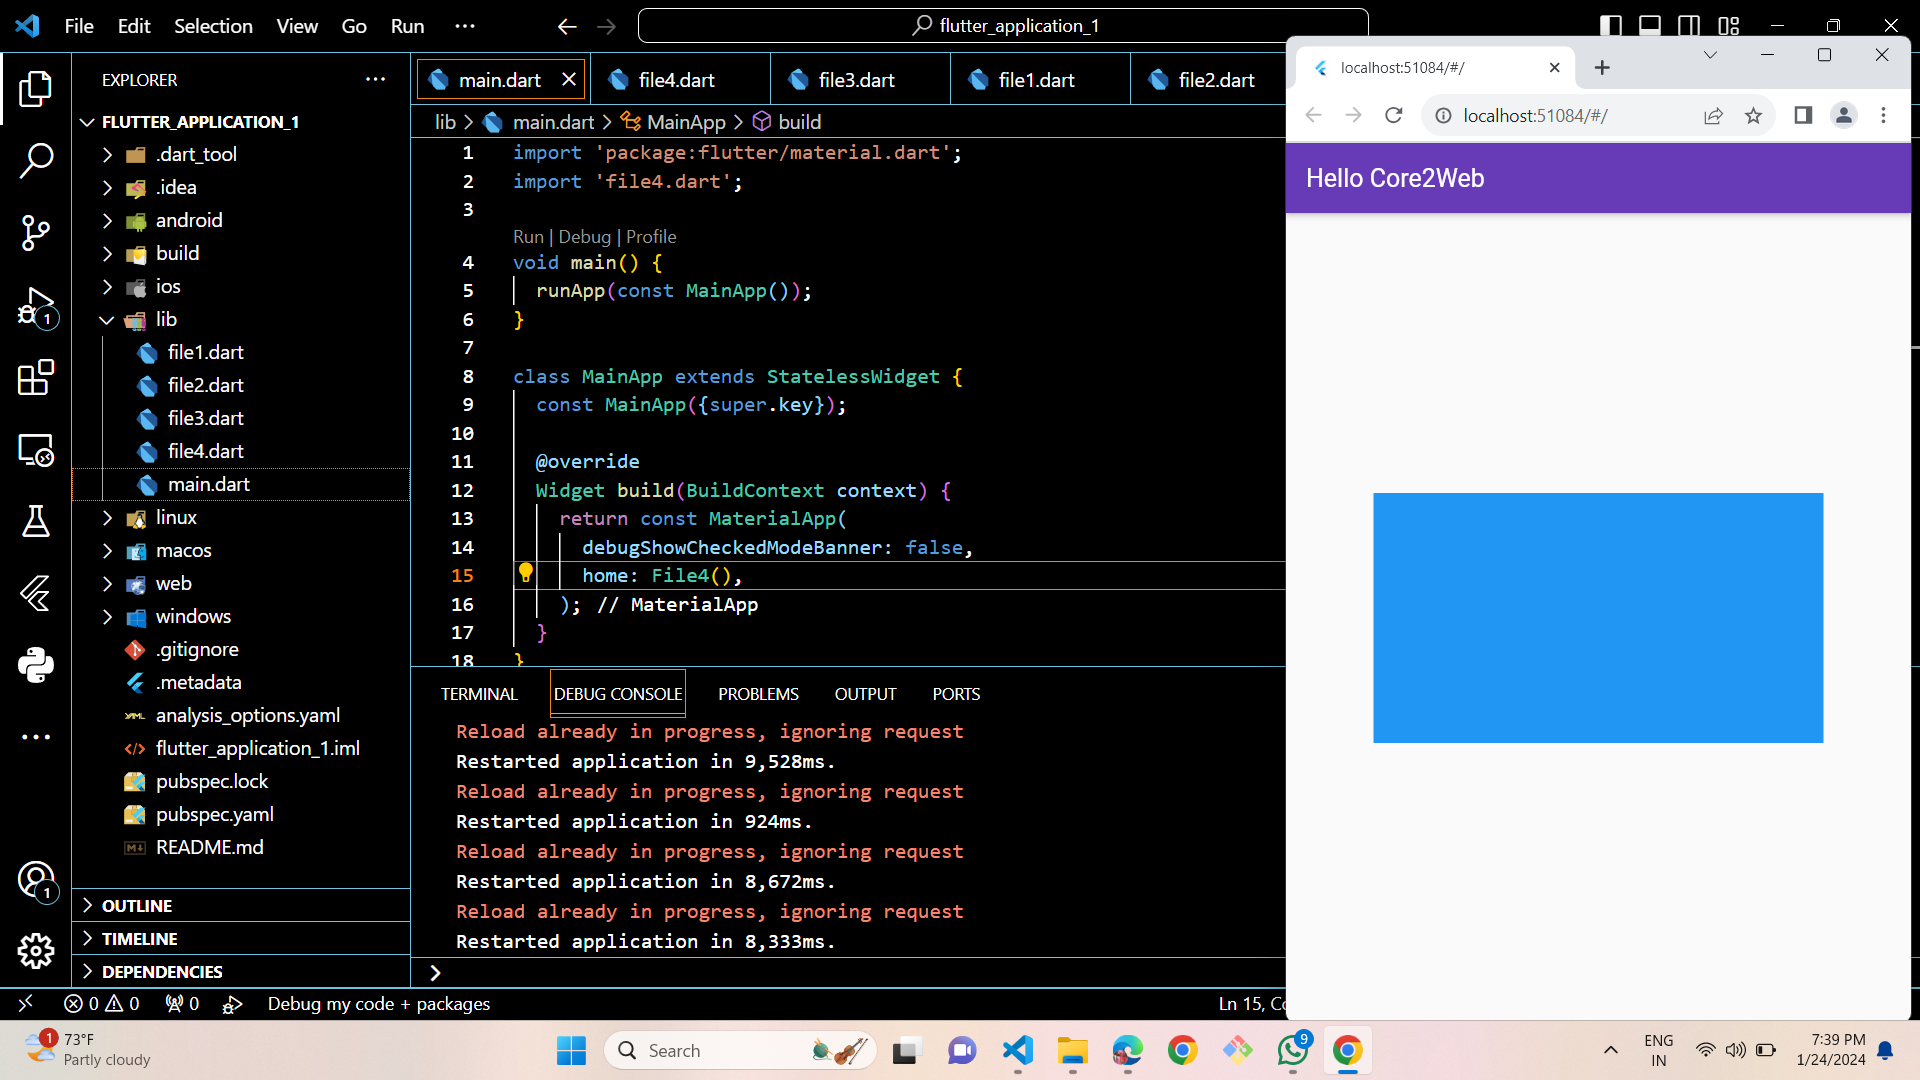 File Edit Selection View Go Run ···
flutter_application_1
EXPLORER
FLUTTER_APPLICATION_1
.dart_tool
.idea
android
build
ios
lib
file1.dart
file2.dart
file3.dart
file4.dart
main.dart
linux
macos
web
windows
.gitignore
.metadata
analysis_options.yaml
flutter_application_1.iml
pubspec.lock
pubspec.yaml
README.md
OUTLINE
TIMELINE
DEPENDENCIES
1
1
main.dart file4.dart file3.dart file1.dart file2.dart
lib > main.dart > MainApp > build
1 import 'package:flutter/material.dart';
2 import 'file4.dart';
3
Run | Debug | Profile
4 void main() {
5 runApp(const MainApp());
6 }
7
8 class MainApp extends StatelessWidget {
9 const MainApp({super.key});
10
11 @override
12 Widget build(BuildContext context) {
13 return const MaterialApp(
14 debugShowCheckedModeBanner: false,
15 home: File4(),
16 ); // MaterialApp
17 }
18 }
TERMINAL DEBUG CONSOLE PROBLEMS OUTPUT PORTS
Reload already in progress, ignoring request
Restarted application in 9,528ms.
Reload already in progress, ignoring request
Restarted application in 924ms.
Reload already in progress, ignoring request
Restarted application in 8,672ms.
Reload already in progress, ignoring request
Restarted application in 8,333ms.
>
0 0 0 Debug my code + packages
Ln 15,
localhost:51084/#/
localhost:51084/#/
Hello Core2Web
1
73°F
Partly cloudy
Search
9
ENG
IN
7:39 PM
1/24/2024